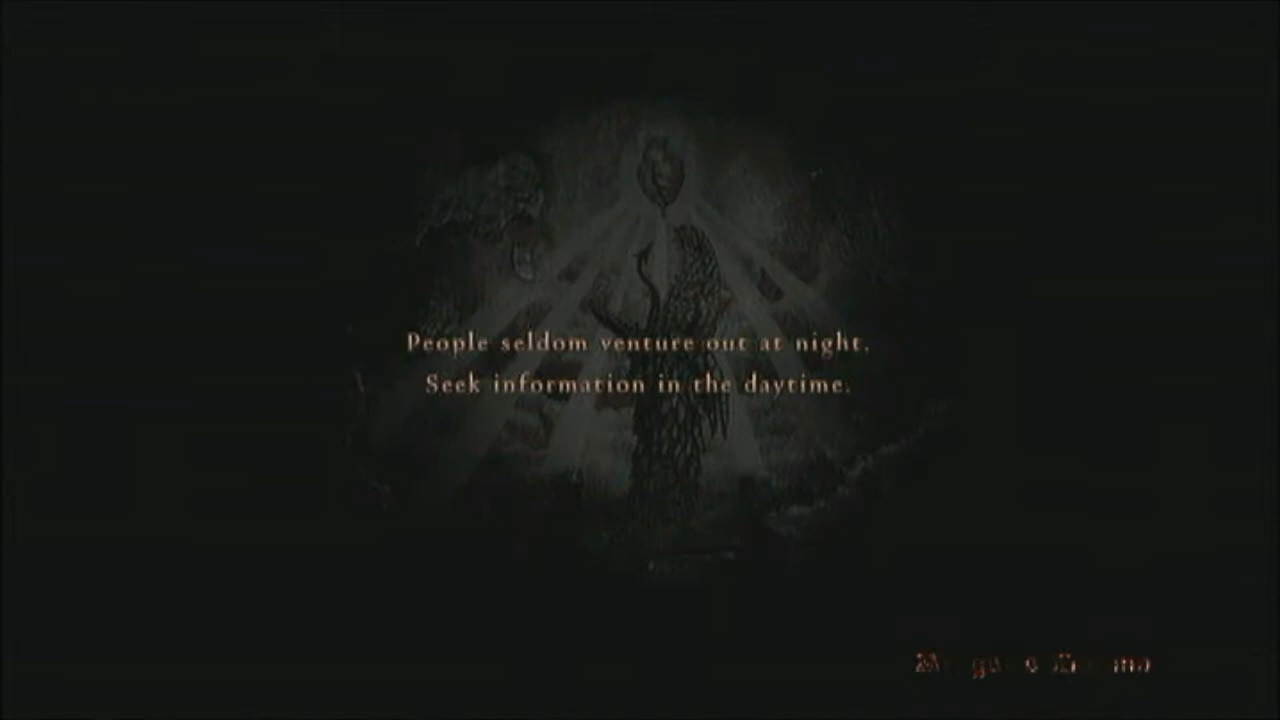 People seldom venture out at night.
Seek information in the daytime.